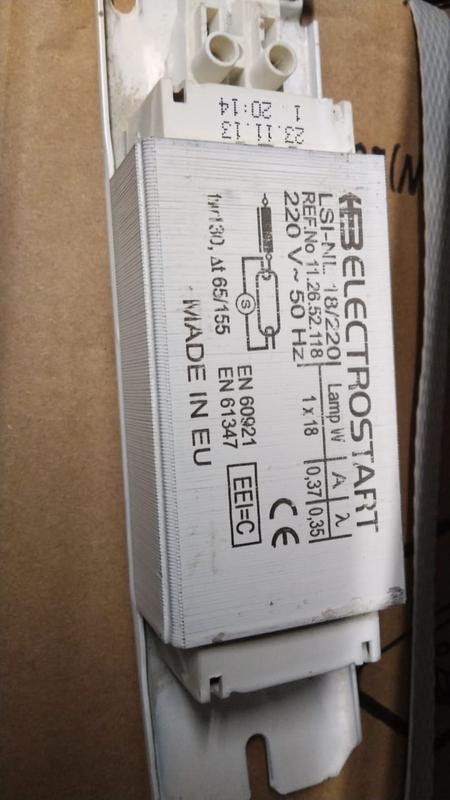 23.11.13
1 20:14
ELECTROSTART
LSI-NL 18/220
REF.No 11.26.52.118
220 V ~ 50 Hz
Lamp W A λ
1 x 18 0,37 0,35
S
tw130, Δt 65/155
EN 60921
EN 61347
EEI=C
CE
MADE IN EU